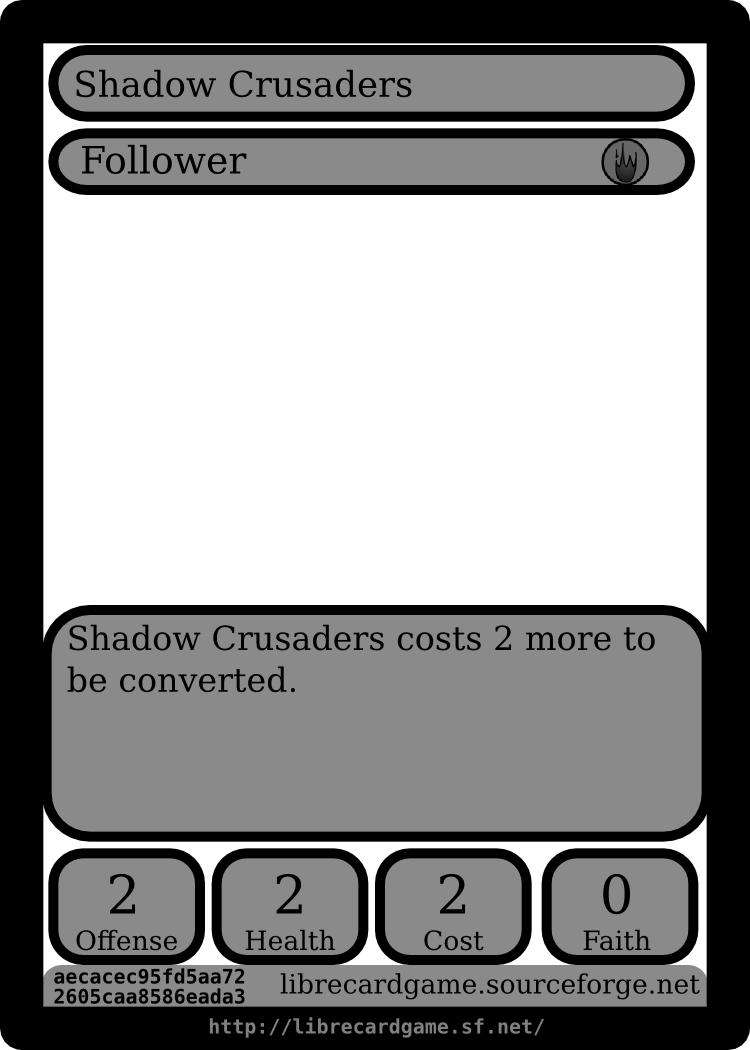 Shadow Crusaders
Follower
Shadow Crusaders costs 2 more to
be converted.
2 2 2 0
Offense Health Cost Faith
aecacec95fd5aa72
2605caa8586eada3
librecardgame.sourceforge.net
http://librecardgame.sf.net/